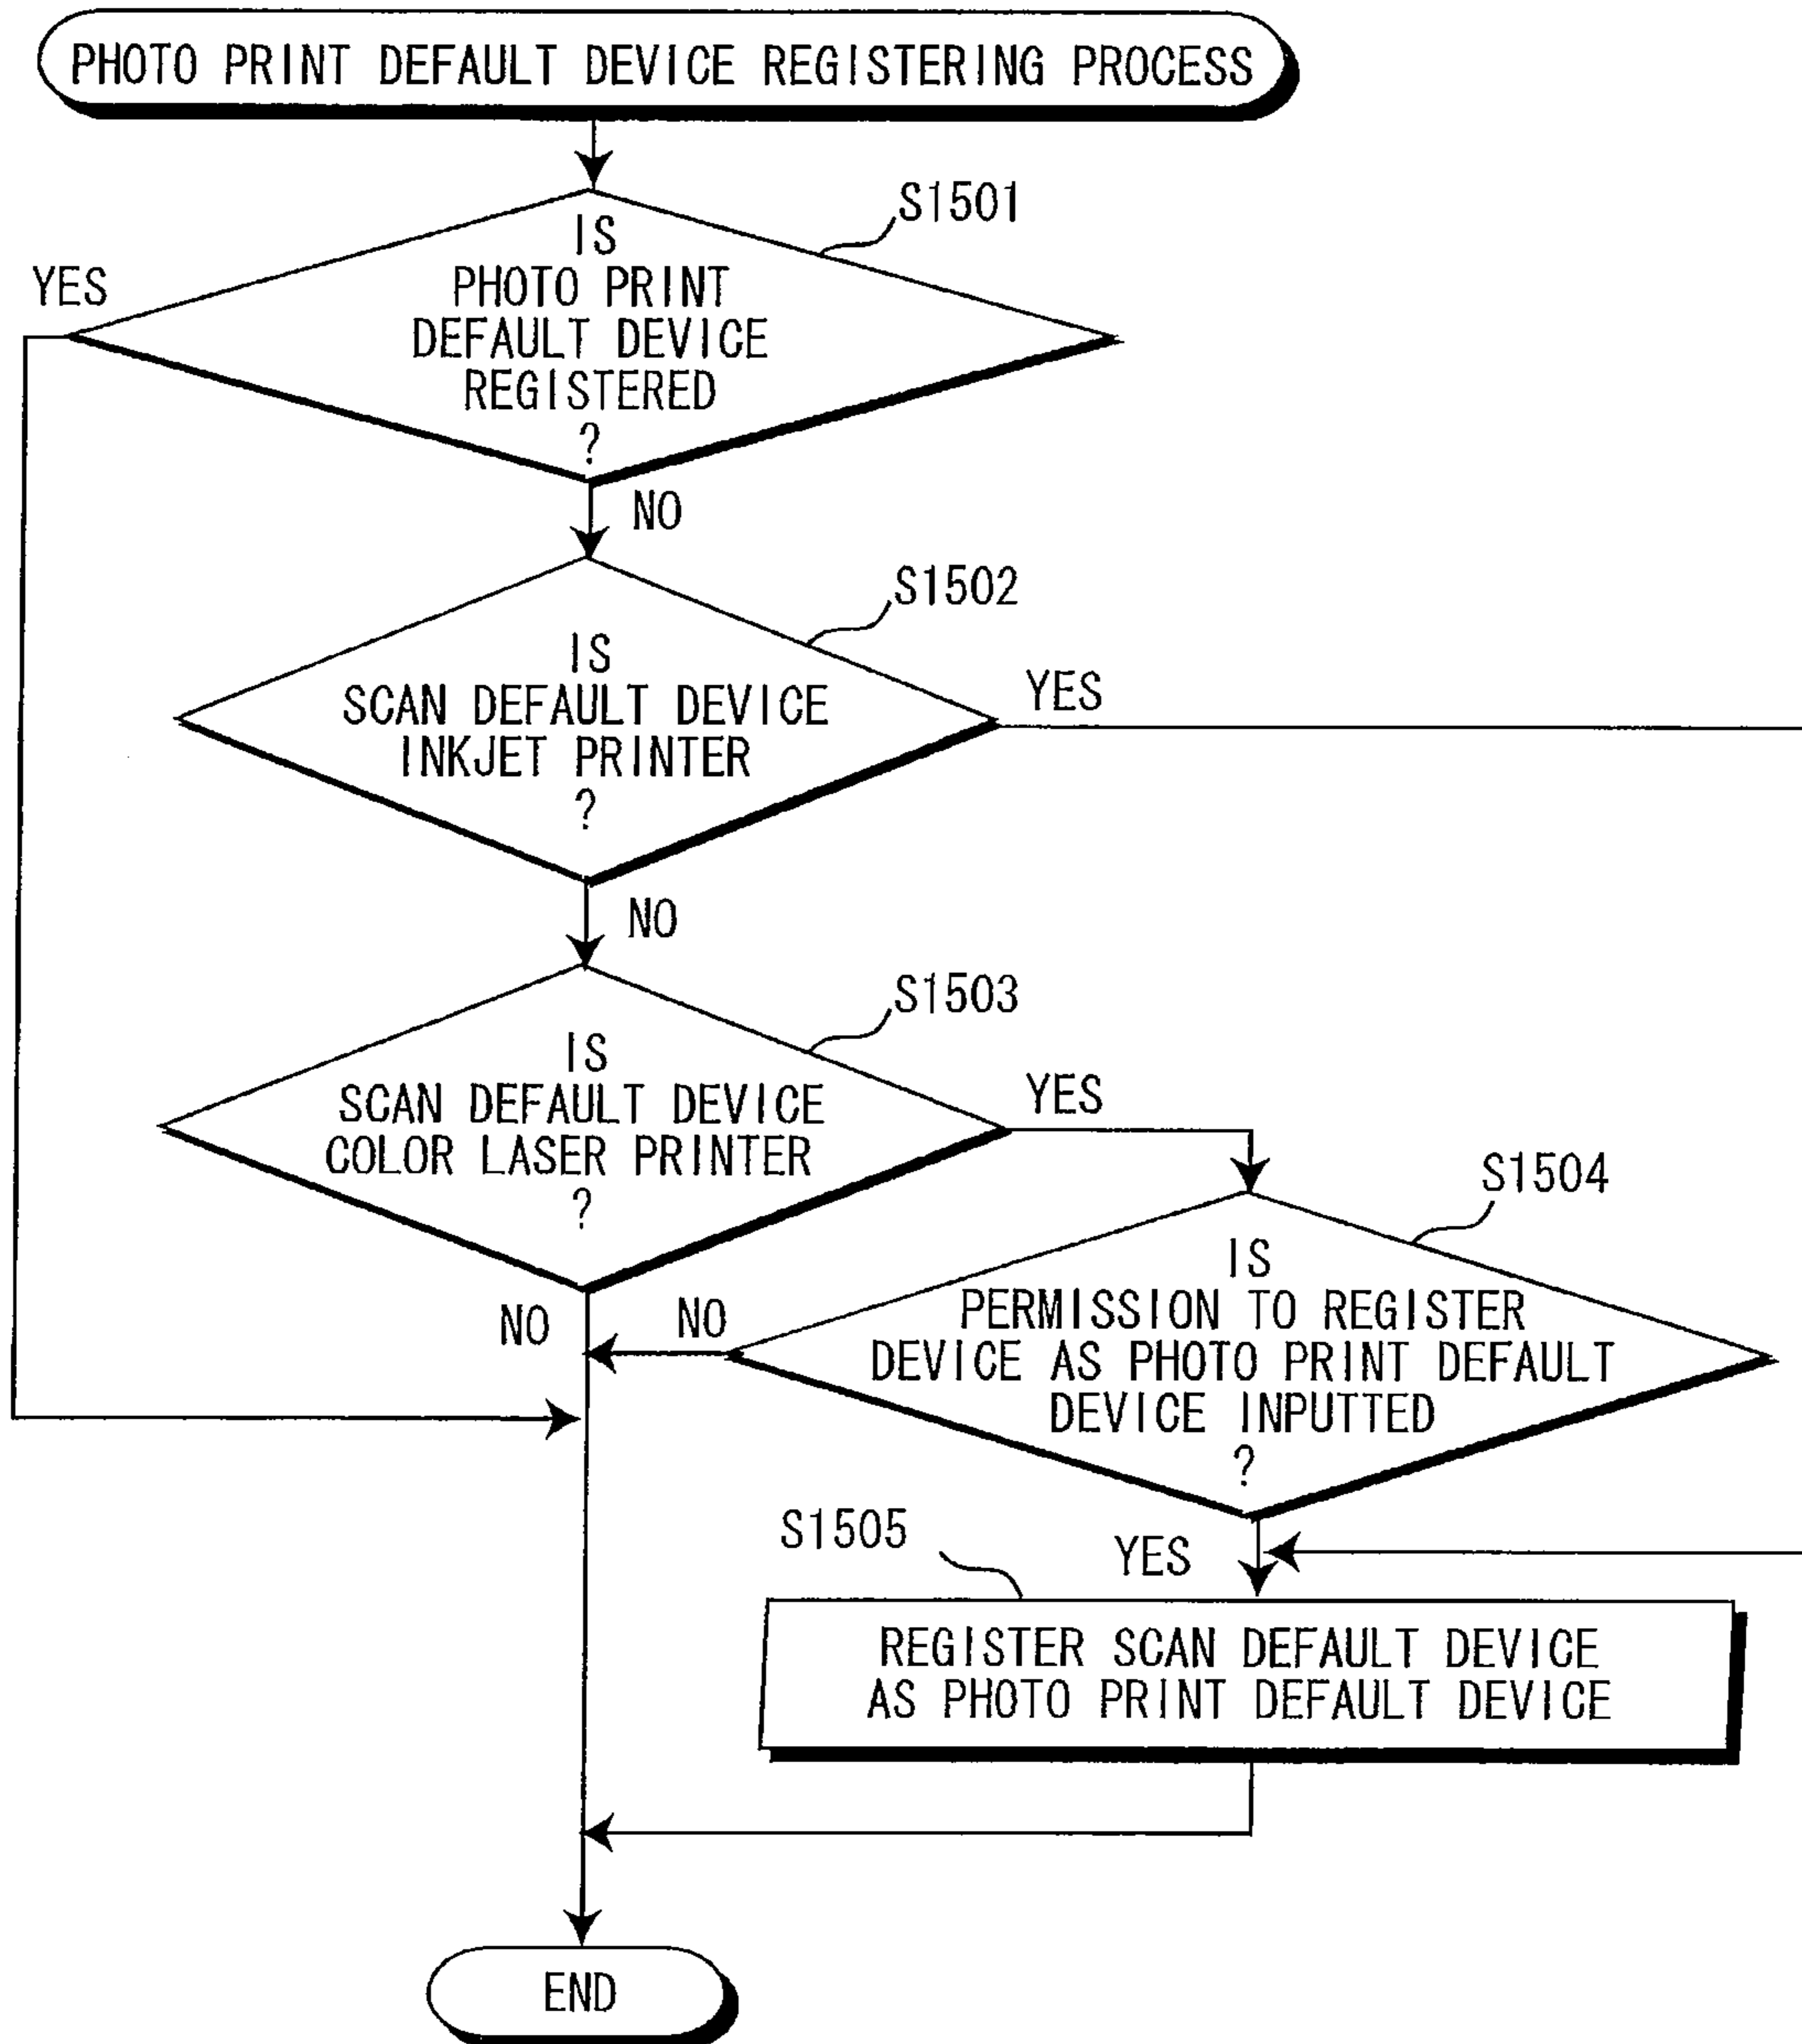 PHOTO PRINT DEFAULT DEVICE REGISTERING PROCESS
S1501
IS
PHOTO PRINT
DEFAULT DEVICE
REGISTERED
?
YES
NO
S1502
IS
SCAN DEFAULT DEVICE
INKJET PRINTER
?
YES
NO
S1503
IS
SCAN DEFAULT DEVICE
COLOR LASER PRINTER
?
YES
NO
S1504
IS
PERMISSION TO REGISTER
DEVICE AS PHOTO PRINT DEFAULT
DEVICE INPUTTED
?
NO
YES
S1505
REGISTER SCAN DEFAULT DEVICE
AS PHOTO PRINT DEFAULT DEVICE
END